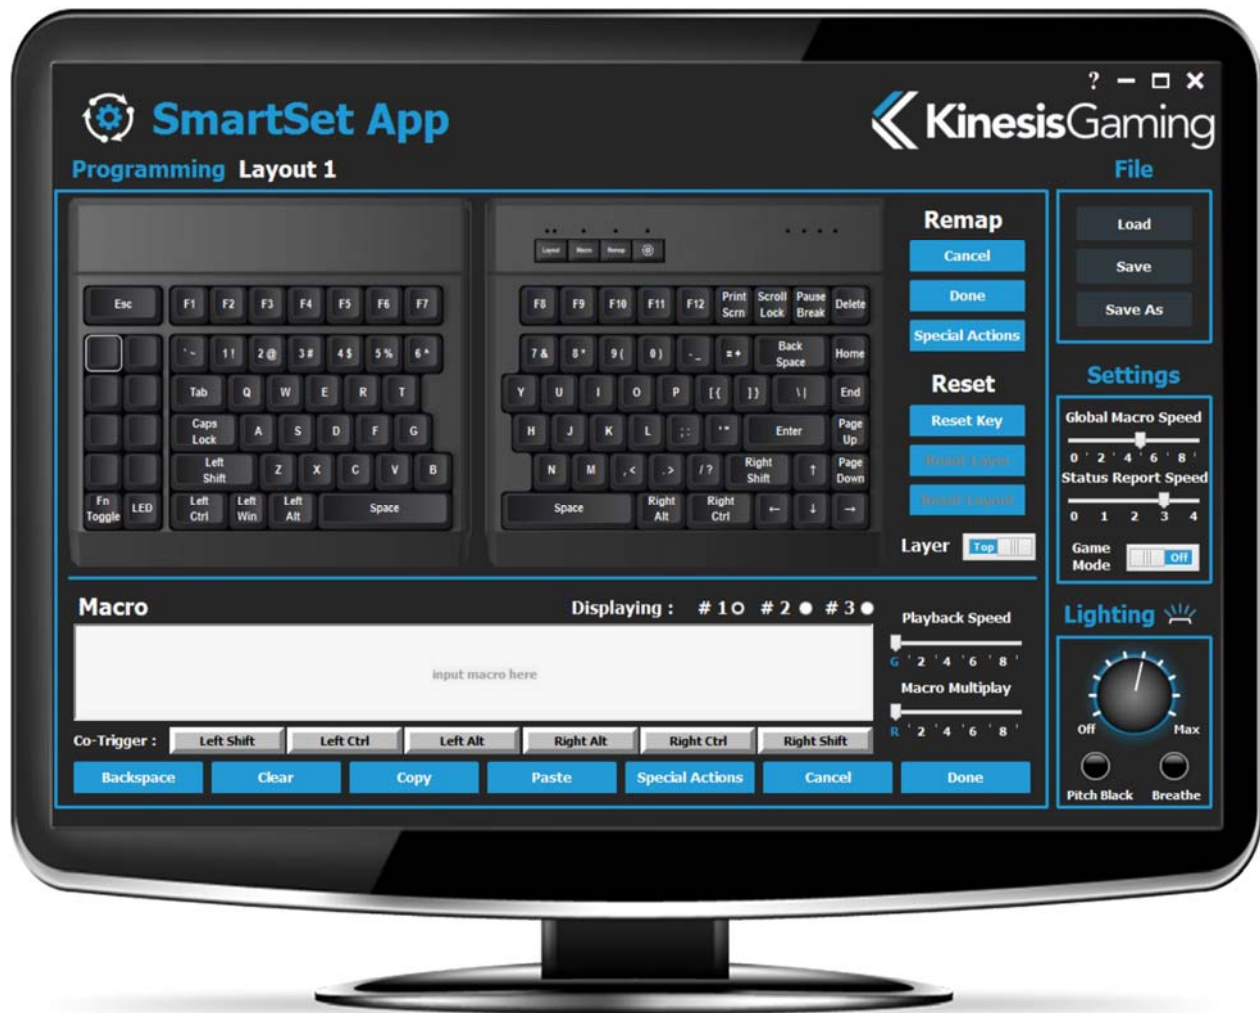 ? 
SmartSet App
KinesisGaming
Programming Layout 1
File
Remap
Cancel
Done
Special Actions
Reset
Reset Key
Reset Layer
Reset Layout
Layer Top
Load
Save
Save As
Settings
Global Macro Speed
0 ' 2 ' 4 ' 6 ' 8 '
Status Report Speed
0 1 2 3 4
Game
Mode
Off
Layout Macro Remap
Esc F1 F2 F3 F4 F5 F6 F7
F8 F9 F10 F11 F12 Print Scrn Scroll Lock Pause Break Delete
` ~ 1 ! 2 @ 3 # 4 $ 5 % 6 ^
7 & 8 * 9 ( 0 ) - _ = + Back Space Home
Tab Q W E R T
Y U I O P [ { ] } \ | End
Caps Lock A S D F G
H J K L ; : ' " Enter Page Up
Left Shift Z X C V B
N M , < . > / ? Right Shift ↑ Page Down
Fn Toggle LED Left Ctrl Left Win Left Alt Space
Space Right Alt Right Ctrl ← ↓ →
Macro
Displaying : # 1 # 2 # 3
input macro here
Co-Trigger : Left Shift Left Ctrl Left Alt Right Alt Right Ctrl Right Shift
Backspace Clear Copy Paste Special Actions Cancel Done
Playback Speed
G ' 2 ' 4 ' 6 ' 8 '
Macro Multiplay
R ' 2 ' 4 ' 6 ' 8 '
Lighting
Off Max
Pitch Black Breathe